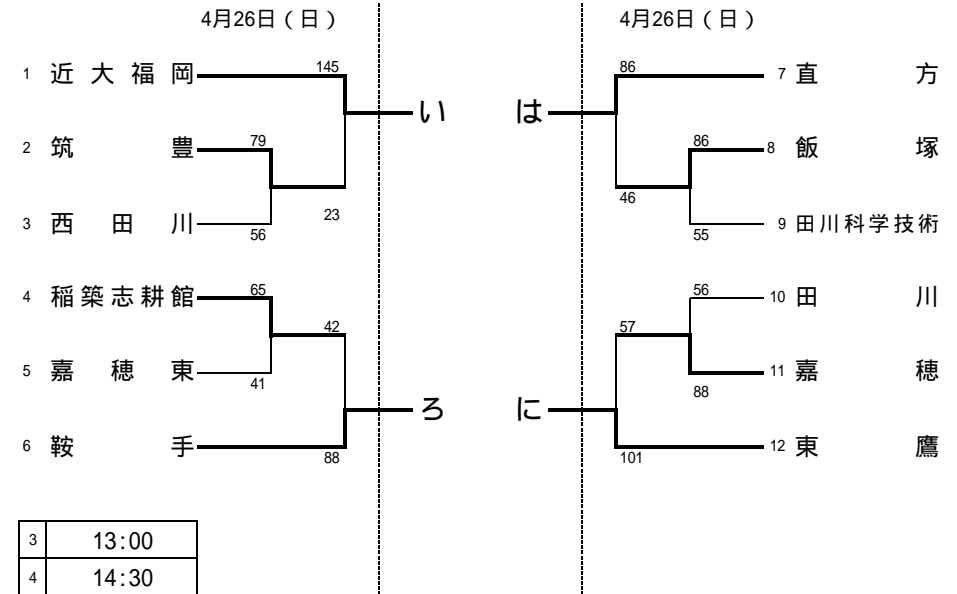 4月26日（日） 4月26日（日）
1 近大福岡 145 86 7 直方
い は
2 筑豊 79 86 8 飯塚
3 西田川 56 23 46 55 9 田川科学技術
4 稲築志耕館 65 56 10 田川
42 57
5 嘉穂東 41 88 11 嘉穂
ろ に
6 鞍手 88 101 12 東鷹
3 13:00
4 14:30